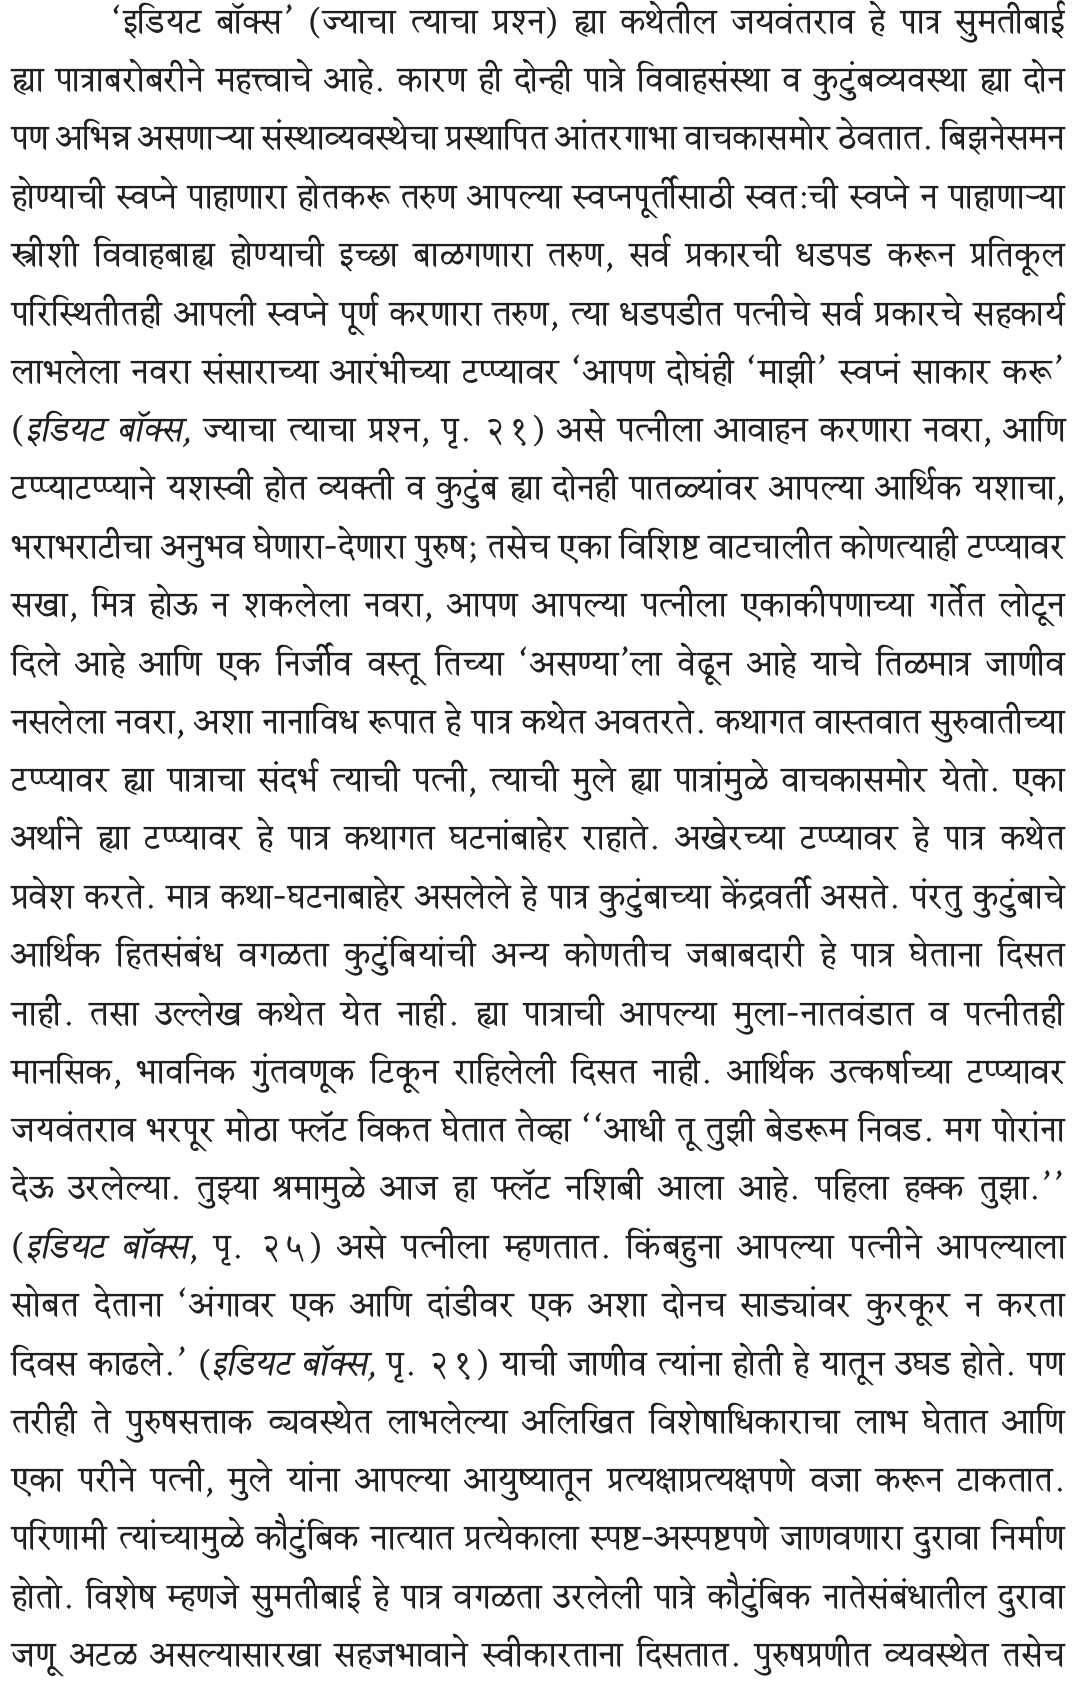 ‘इडियट बॉक्स’ (ज्याचा त्याचा प्रश्न) ह्या कथेतील जयवंतराव हे पात्र सुमतीबाई
ह्या पात्राबरोबरीने महत्त्वाचे आहे. कारण ही दोन्ही पात्रे विवाहसंस्था व कुटुंबव्यवस्था ह्या दोन
पण अभिन्न असणाऱ्या संस्थाव्यवस्थेचा प्रस्थापित आंतरगाभा वाचकासमोर ठेवतात. बिझनेसमन
होण्याची स्वप्ने पाहाणारा होतकरू तरुण आपल्या स्वप्नपूर्तीसाठी स्वतःची स्वप्ने न पाहाणाऱ्या
स्त्रीशी विवाहबाह्य होण्याची इच्छा बाळगणारा तरुण, सर्व प्रकारची धडपड करून प्रतिकूल
परिस्थितीतही आपली स्वप्ने पूर्ण करणारा तरुण, त्या धडपडीत पत्नीचे सर्व प्रकारचे सहकार्य
लाभलेला नवरा संसाराच्या आरंभीच्या टप्प्यावर ‘आपण दोघंही ‘माझी’ स्वप्नं साकार करू’
(इडियट बॉक्स, ज्याचा त्याचा प्रश्न, पृ. २१) असे पत्नीला आवाहन करणारा नवरा, आणि
टप्प्याटप्प्याने यशस्वी होत व्यक्ती व कुटुंब ह्या दोनही पातळ्यांवर आपल्या आर्थिक यशाचा,
भराभराटीचा अनुभव घेणारा-देणारा पुरुष; तसेच एका विशिष्ट वाटचालीत कोणत्याही टप्प्यावर
सखा, मित्र होऊ न शकलेला नवरा, आपण आपल्या पत्नीला एकाकीपणाच्या गर्तेत लोटून
दिले आहे आणि एक निर्जीव वस्तू तिच्या ‘असण्या’ला वेढून आहे याचे तिळमात्र जाणीव
नसलेला नवरा, अशा नानाविध रूपात हे पात्र कथेत अवतरते. कथागत वास्तवात सुरुवातीच्या
टप्प्यावर ह्या पात्राचा संदर्भ त्याची पत्नी, त्याची मुले ह्या पात्रांमुळे वाचकासमोर येतो. एका
अर्थाने ह्या टप्प्यावर हे पात्र कथागत घटनांबाहेर राहाते. अखेरच्या टप्प्यावर हे पात्र कथेत
प्रवेश करते. मात्र कथा-घटनाबाहेर असलेले हे पात्र कुटुंबाच्या केंद्रवर्ती असते. पंरतु कुटुंबाचे
आर्थिक हितसंबंध वगळता कुटुंबियांची अन्य कोणतीच जबाबदारी हे पात्र घेताना दिसत
नाही. तसा उल्लेख कथेत येत नाही. ह्या पात्राची आपल्या मुला-नातवंडात व पत्नीतही
मानसिक, भावनिक गुंतवणूक टिकून राहिलेली दिसत नाही. आर्थिक उत्कर्षाच्या टप्प्यावर
जयवंतराव भरपूर मोठा फ्लॅट विकत घेतात तेव्हा ‘‘आधी तू तुझी बेडरूम निवड. मग पोरांना
देऊ उरलेल्या. तुझ्या श्रमामुळे आज हा फ्लॅट नशिबी आला आहे. पहिला हक्क तुझा.’’
(इडियट बॉक्स, पृ. २५) असे पत्नीला म्हणतात. किंबहुना आपल्या पत्नीने आपल्याला
सोबत देताना ‘अंगावर एक आणि दांडीवर एक अशा दोनच साड्यांवर कुरकूर न करता
दिवस काढले.’ (इडियट बॉक्स, पृ. २१) याची जाणीव त्यांना होती हे यातून उघड होते. पण
तरीही ते पुरुषसत्ताक व्यवस्थेत लाभलेल्या अलिखित विशेषाधिकाराचा लाभ घेतात आणि
एका परीने पत्नी, मुले यांना आपल्या आयुष्यातून प्रत्यक्षाप्रत्यक्षपणे वजा करून टाकतात.
परिणामी त्यांच्यामुळे कौटुंबिक नात्यात प्रत्येकाला स्पष्ट-अस्पष्टपणे जाणवणारा दुरावा निर्माण
होतो. विशेष म्हणजे सुमतीबाई हे पात्र वगळता उरलेली पात्रे कौटुंबिक नातेसंबंधातील दुरावा
जणू अटळ असल्यासारखा सहजभावाने स्वीकारताना दिसतात. पुरुषप्रणीत व्यवस्थेत तसेच